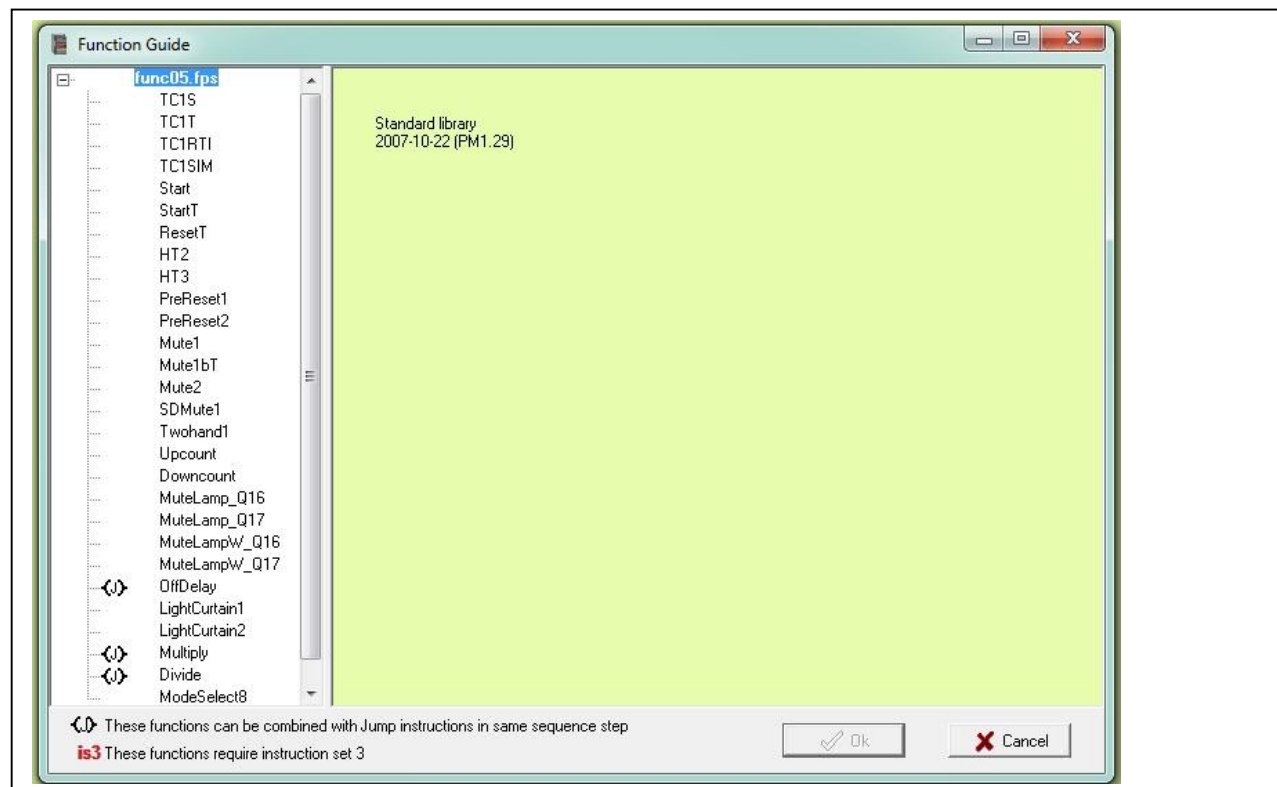 Function Guide
func05.fps
TC1S
TC1T
TC1RTI
TC1SIM
Start
StartT
ResetT
HT2
HT3
PreReset1
PreReset2
Mute1
Mute1bT
Mute2
SDMute1
Twohand1
Upcount
Downcount
MuteLamp_Q16
MuteLamp_Q17
MuteLampW_Q16
MuteLampW_Q17
{J} OffDelay
LightCurtain1
LightCurtain2
{J} Multiply
{J} Divide
ModeSelect8
Standard library
2007-10-22 (PM1.29)
{J} These functions can be combined with Jump instructions in same sequence step
is3 These functions require instruction set 3
Ok
Cancel